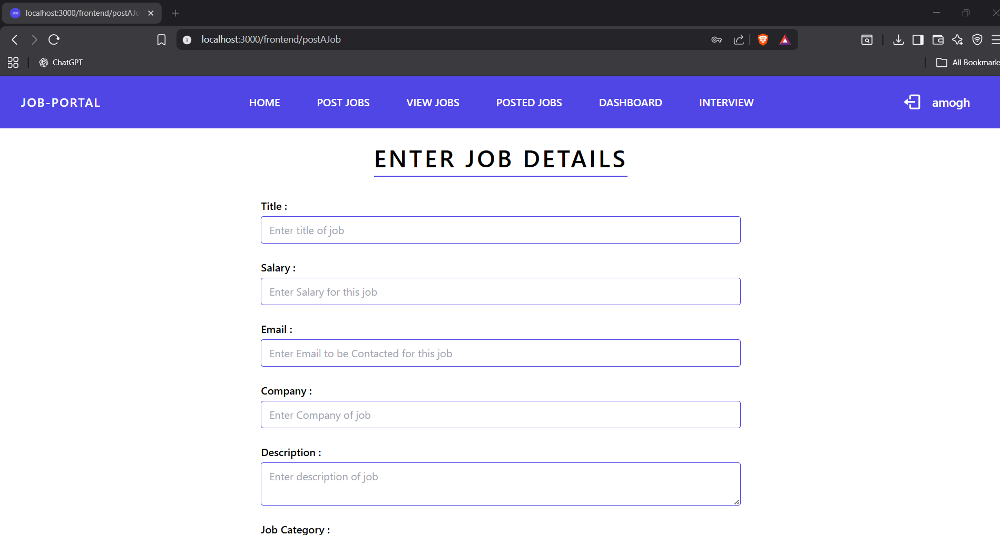 localhost:3000/frontend/postAJo
localhost:3000/frontend/postAJob
ChatGPT
All Bookmarks
JOB-PORTAL
HOME
POST JOBS
VIEW JOBS
POSTED JOBS
DASHBOARD
INTERVIEW
amogh
ENTER JOB DETAILS
Title :
Enter title of job
Salary :
Enter Salary for this job
Email :
Enter Email to be Contacted for this job
Company :
Enter Company of job
Description :
Enter description of job
Job Category :